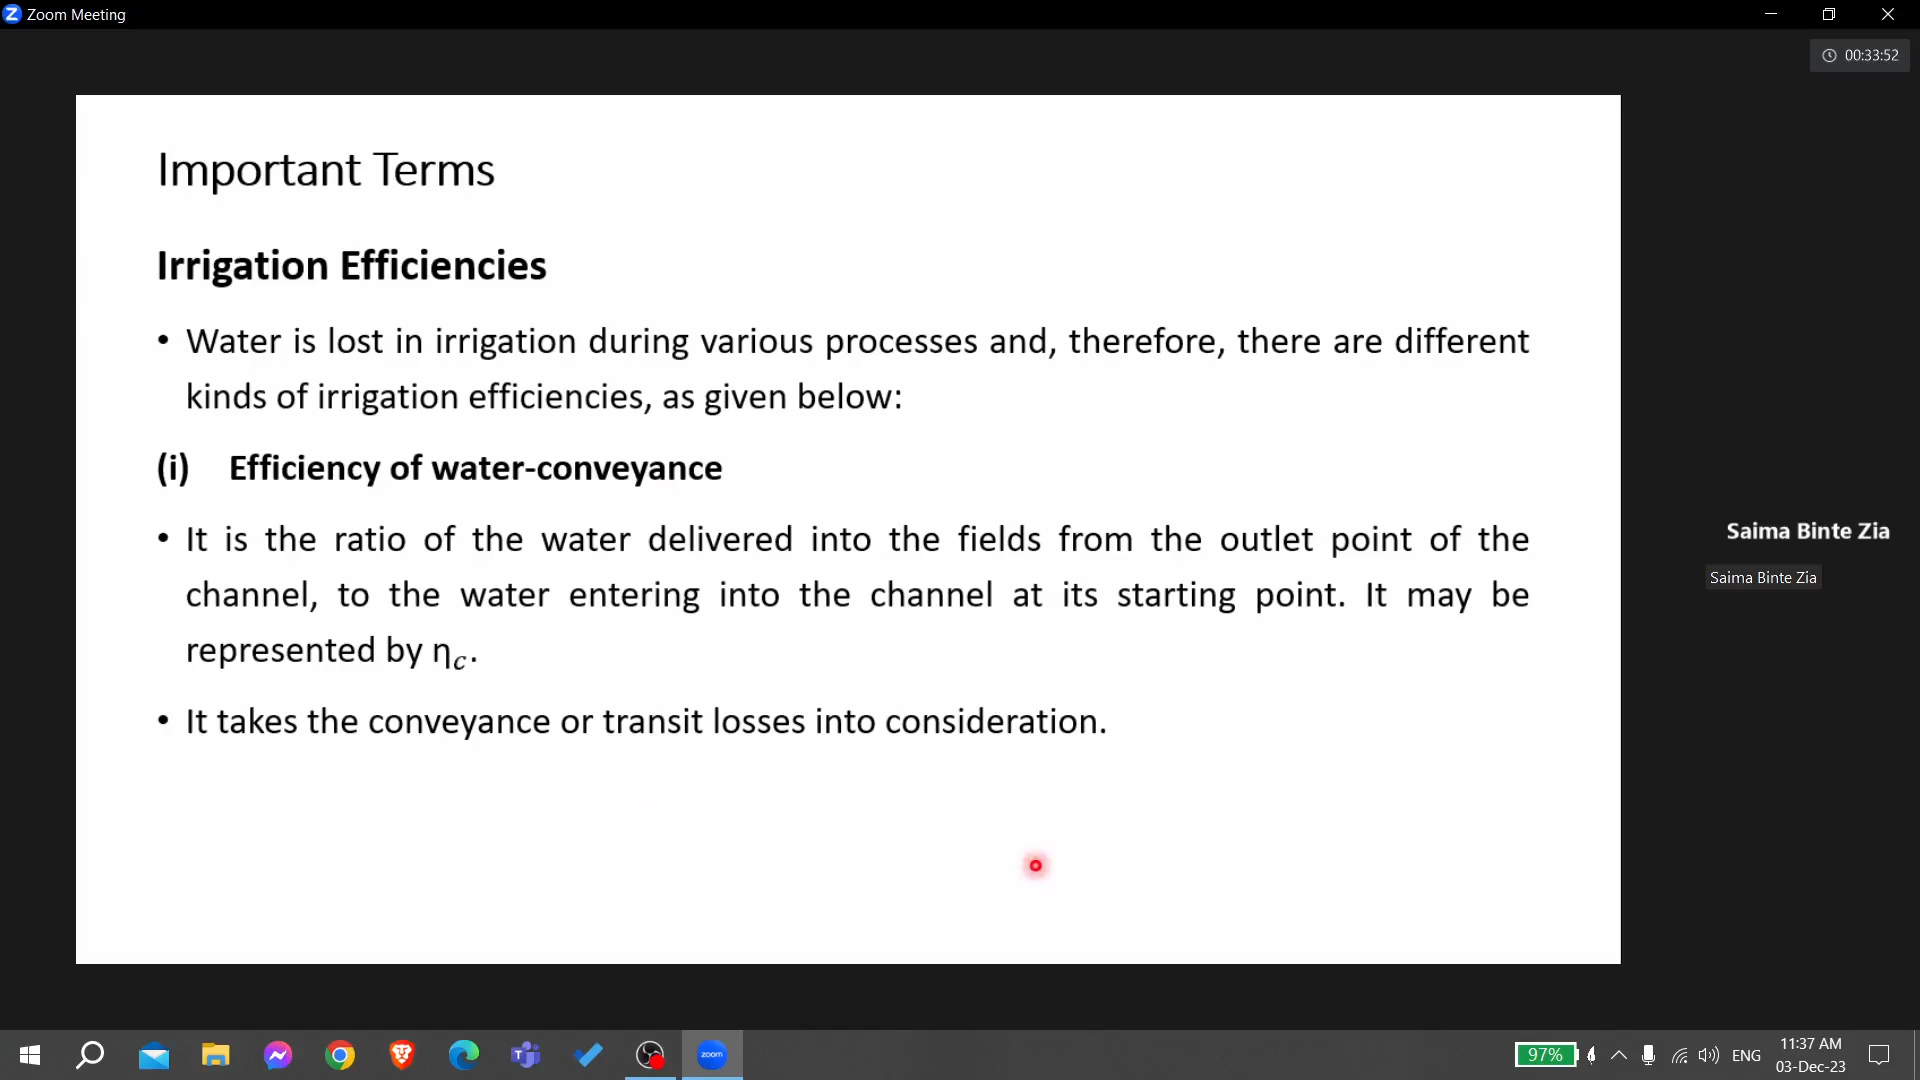 Zoom Meeting
00:33:52
Important Terms
Irrigation Efficiencies
• Water is lost in irrigation during various processes and, therefore, there are different
kinds of irrigation efficiencies, as given below:
(i) Efficiency of water-conveyance
• It is the ratio of the water delivered into the fields from the outlet point of the
channel, to the water entering into the channel at its starting point. It may be
represented by η𝑐.
• It takes the conveyance or transit losses into consideration.
Saima Binte Zia
Saima Binte Zia
zoom
97%
ENG
11:37 AM
03-Dec-23